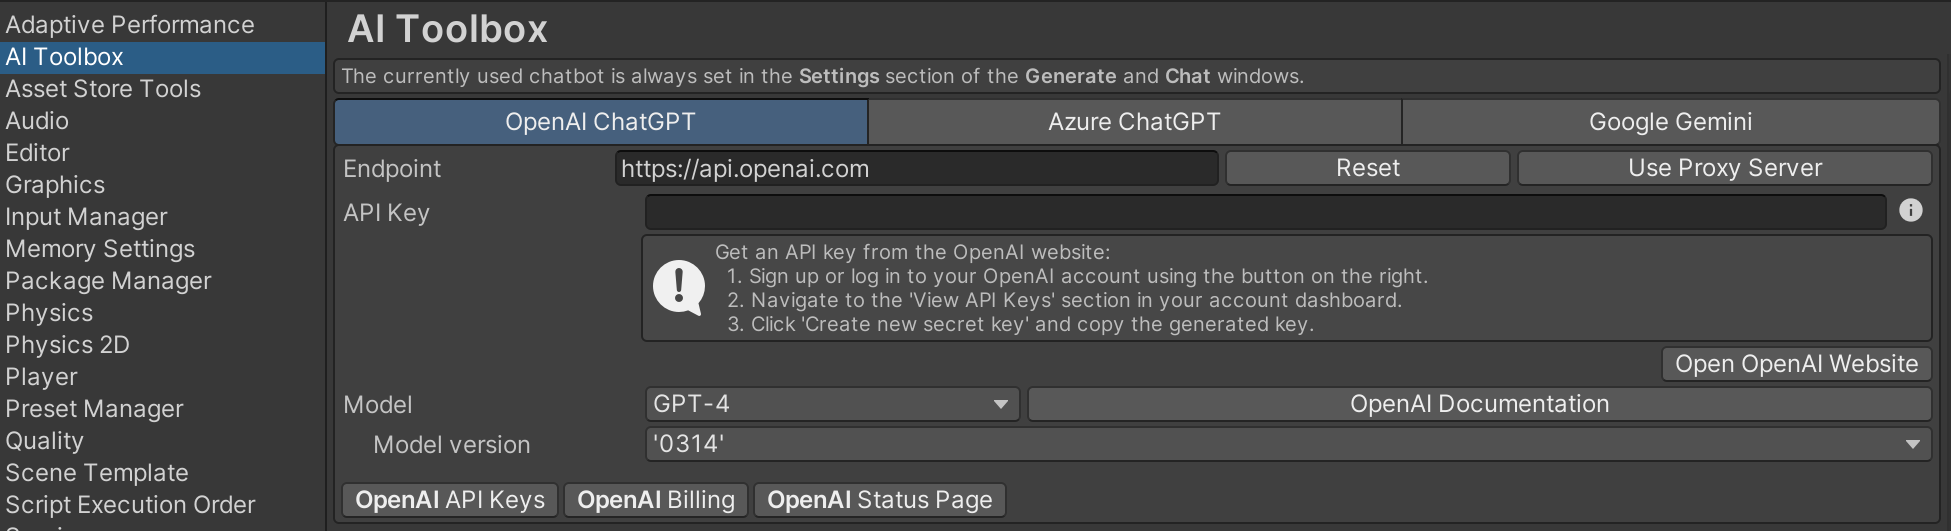 Adaptive Performance
AI Toolbox
Asset Store Tools
Audio
Editor
Graphics
Input Manager
Memory Settings
Package Manager
Physics
Physics 2D
Player
Preset Manager
Quality
Scene Template
Script Execution Order
AI Toolbox
The currently used chatbot is always set in the Settings section of the Generate and Chat windows.
OpenAI ChatGPT Azure ChatGPT Google Gemini
Endpoint https://api.openai.com Reset Use Proxy Server
API Key
Get an API key from the OpenAI website:
1. Sign up or log in to your OpenAI account using the button on the right.
2. Navigate to the 'View API Keys' section in your account dashboard.
3. Click 'Create new secret key' and copy the generated key.
Open OpenAI Website
Model GPT-4 OpenAI Documentation
Model version '0314'
OpenAI API Keys OpenAI Billing OpenAI Status Page